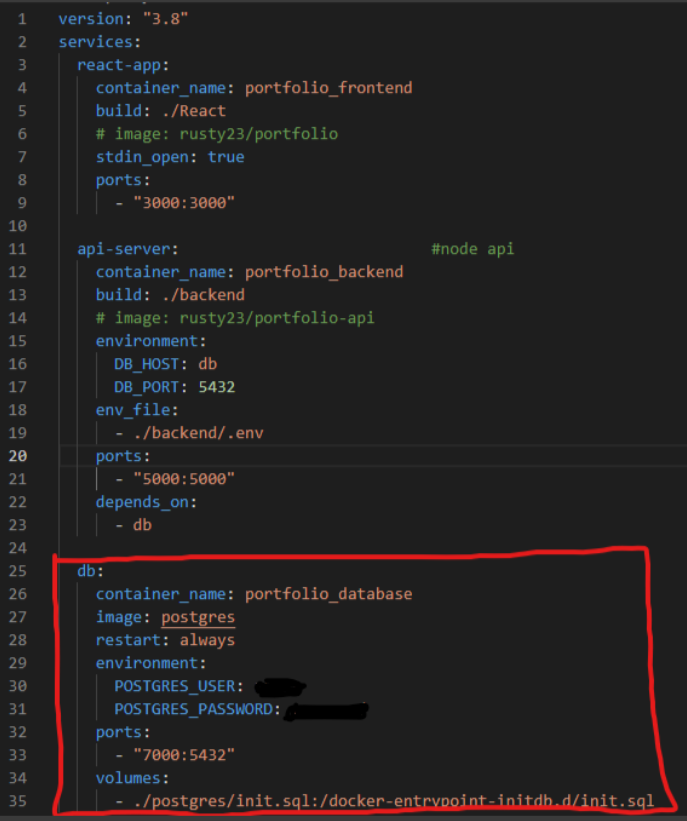 1 version: "3.8"
2 services:
3 react-app:
4 container_name: portfolio_frontend
5 build: ./React
6 # image: rusty23/portfolio
7 stdin_open: true
8 ports:
9 - "3000:3000"
10
11 api-server: #node api
12 container_name: portfolio_backend
13 build: ./backend
14 # image: rusty23/portfolio-api
15 environment:
16 DB_HOST: db
17 DB_PORT: 5432
18 env_file:
19 - ./backend/.env
20 ports:
21 - "5000:5000"
22 depends_on:
23 - db
24
25 db:
26 container_name: portfolio_database
27 image: postgres
28 restart: always
29 environment:
30 POSTGRES_USER:
31 POSTGRES_PASSWORD:
32 ports:
33 - "7000:5432"
34 volumes:
35 - ./postgres/init.sql:/docker-entrypoint-initdb.d/init.sql